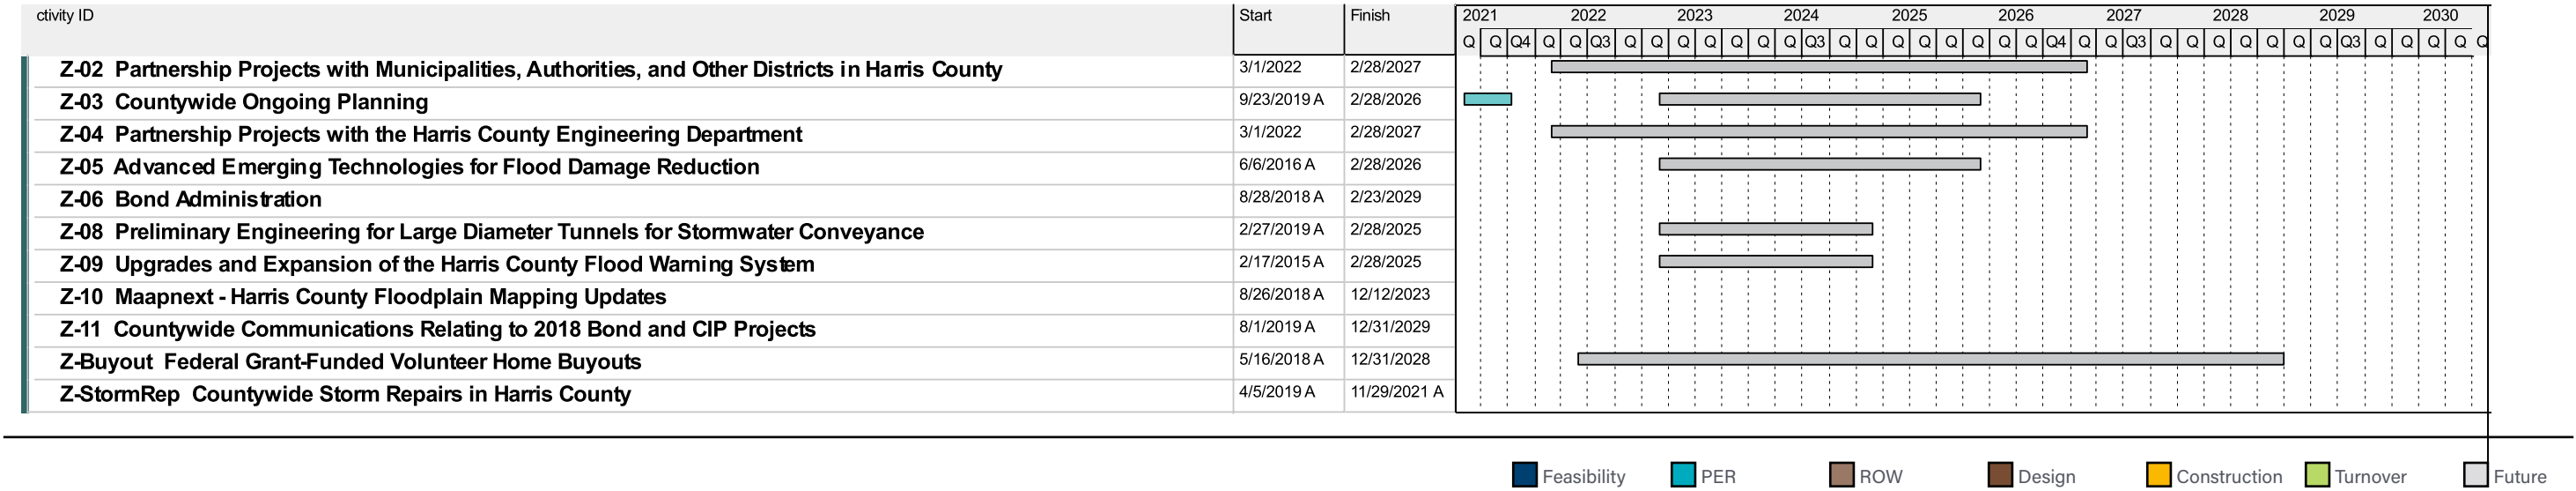 ctivity ID Start Finish 2021 2022 2023 2024 2025 2026 2027 2028 2029 2030
Q Q Q4 Q Q Q3 Q Q Q Q Q Q Q3 Q Q Q Q Q Q Q Q Q Q4 Q Q Q3 Q Q Q Q Q Q Q Q3 Q Q Q Q Q
Z-02 Partnership Projects with Municipalities, Authorities, and Other Districts in Harris County 3/1/2022 2/28/2027
Z-03 Countywide Ongoing Planning 9/23/2019 A 2/28/2026
Z-04 Partnership Projects with the Harris County Engineering Department 3/1/2022 2/28/2027
Z-05 Advanced Emerging Technologies for Flood Damage Reduction 6/6/2016 A 2/28/2026
Z-06 Bond Administration 8/28/2018 A 2/23/2029
Z-08 Preliminary Engineering for Large Diameter Tunnels for Stormwater Conveyance 2/27/2019 A 2/28/2025
Z-09 Upgrades and Expansion of the Harris County Flood Warning System 2/17/2015 A 2/28/2025
Z-10 Maapnext - Harris County Floodplain Mapping Updates 8/26/2018 A 12/12/2023
Z-11 Countywide Communications Relating to 2018 Bond and CIP Projects 8/1/2019 A 12/31/2029
Z-Buyout Federal Grant-Funded Volunteer Home Buyouts 5/16/2018 A 12/31/2028
Z-StormRep Countywide Storm Repairs in Harris County 4/5/2019 A 11/29/2021 A
Feasibility PER ROW Design Construction Turnover Future